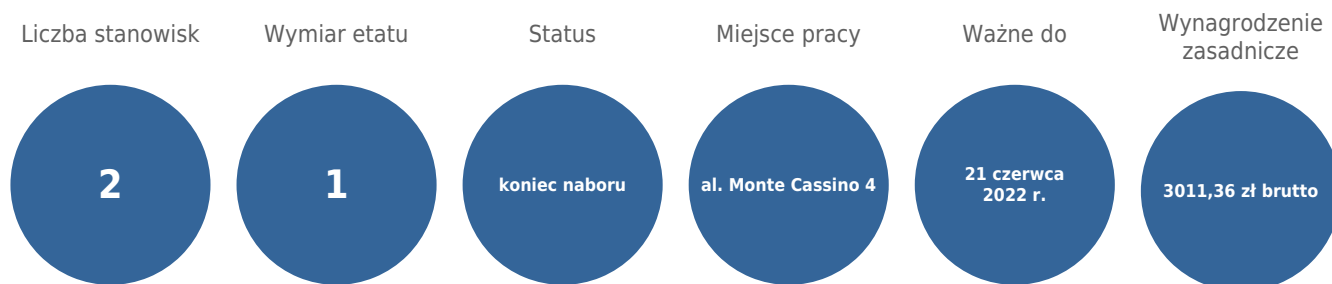 Liczba stanowisk
2
Wymiar etatu
1
Status
koniec naboru
Miejsce pracy
al. Monte Cassino 4
Ważne do
21 czerwca
2022 r.
Wynagrodzenie
zasadnicze
3011,36 zł brutto